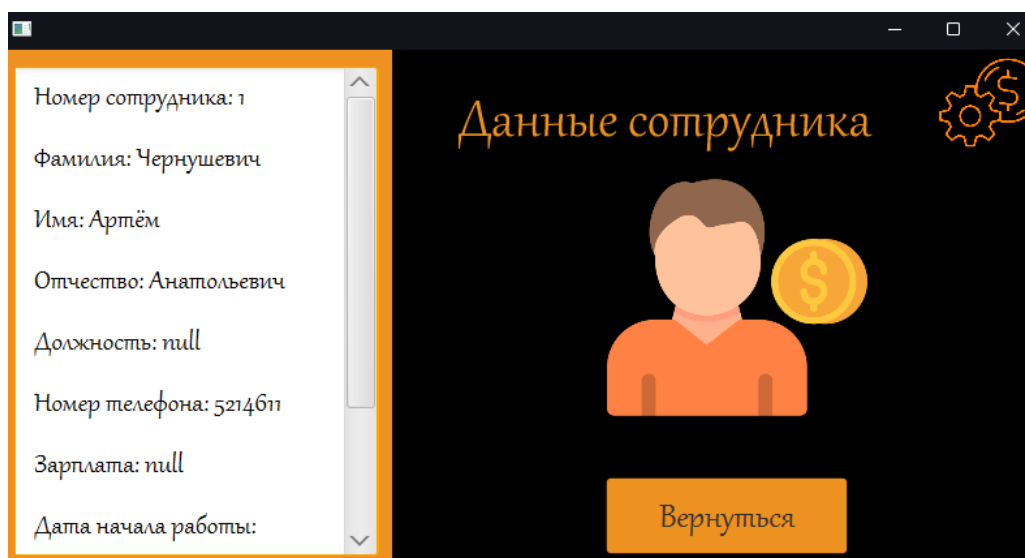 Номер сотрудника: 1
Фамилия: Чернушевич
Имя: Артём
Отчество: Анатольевич
Должность: null
Номер телефона: 5214611
Зарплата: null
Дата начала работы:
Данные сотрудника
Вернуться